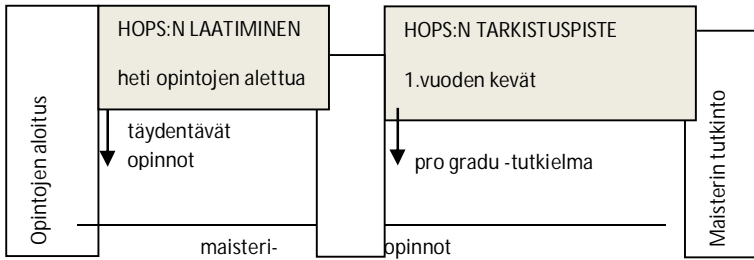 Opintojen aloitus
HOPS:N LAATIMINEN
heti opintojen alettua
täydentävät
opinnot
HOPS:N TARKISTUSPISTE
1.vuoden kevät
pro gradu -tutkielma
maisteri-
opinnot
Maisterin tutkinto